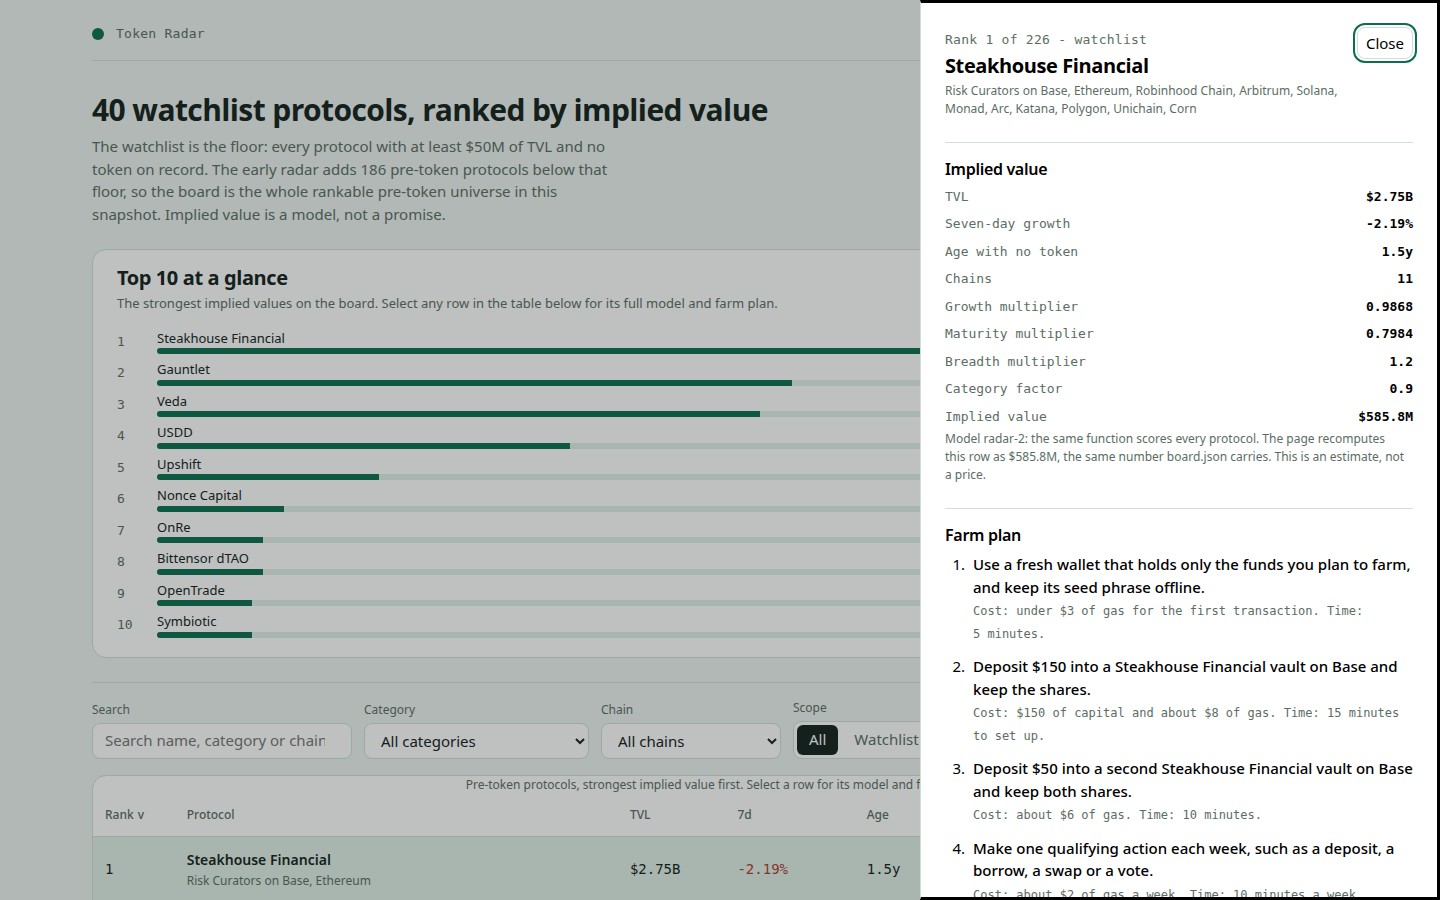 Token Radar
40 watchlist protocols, ranked by implied value
The watchlist is the floor: every protocol with at least $50M of TVL and no
token on record. The early radar adds 186 pre-token protocols below that
floor, so the board is the whole rankable pre-token universe in this
snapshot. Implied value is a model, not a promise.
Top 10 at a glance
The strongest implied values on the board. Select any row in the table below for its full model and farm plan.
1 Steakhouse Financial
2 Gauntlet
3 Veda
4 USDD
5 Upshift
6 Nonce Capital
7 OnRe
8 Bittensor dTAO
9 OpenTrade
10 Symbiotic
Search Category Chain Scope
Search name, category or chain All categories All chains All Watchlist
Pre-token protocols, strongest implied value first. Select a row for its model and f
Rank v Protocol TVL 7d Age
1 Steakhouse Financial $2.75B -2.19% 1.5y
Risk Curators on Base, Ethereum
Rank 1 of 226 - watchlist
Close
Steakhouse Financial
Risk Curators on Base, Ethereum, Robinhood Chain, Arbitrum, Solana,
Monad, Arc, Katana, Polygon, Unichain, Corn
Implied value
TVL $2.75B
Seven-day growth -2.19%
Age with no token 1.5y
Chains 11
Growth multiplier 0.9868
Maturity multiplier 0.7984
Breadth multiplier 1.2
Category factor 0.9
Implied value $585.8M
Model radar-2: the same function scores every protocol. The page recomputes
this row as $585.8M, the same number board.json carries. This is an estimate, not
a price.
Farm plan
1. Use a fresh wallet that holds only the funds you plan to farm,
and keep its seed phrase offline.
Cost: under $3 of gas for the first transaction. Time:
5 minutes.
2. Deposit $150 into a Steakhouse Financial vault on Base and
keep the shares.
Cost: $150 of capital and about $8 of gas. Time: 15 minutes
to set up.
3. Deposit $50 into a second Steakhouse Financial vault on Base
and keep both shares.
Cost: about $6 of gas. Time: 10 minutes.
4. Make one qualifying action each week, such as a deposit, a
borrow, a swap or a vote.
Cost: about $2 of gas a week. Time: 10 minutes a week.